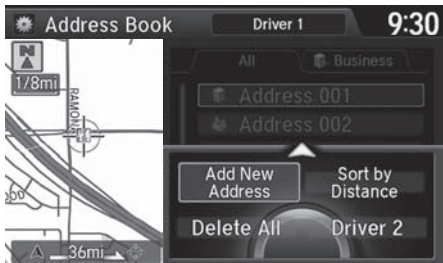 Address Book
Driver 1
9:30
N
1/8mi
RAMON
All
Business
Address 001
Address 002
Add New
Address
Sort by
Distance
Delete All
Driver 2
36mi